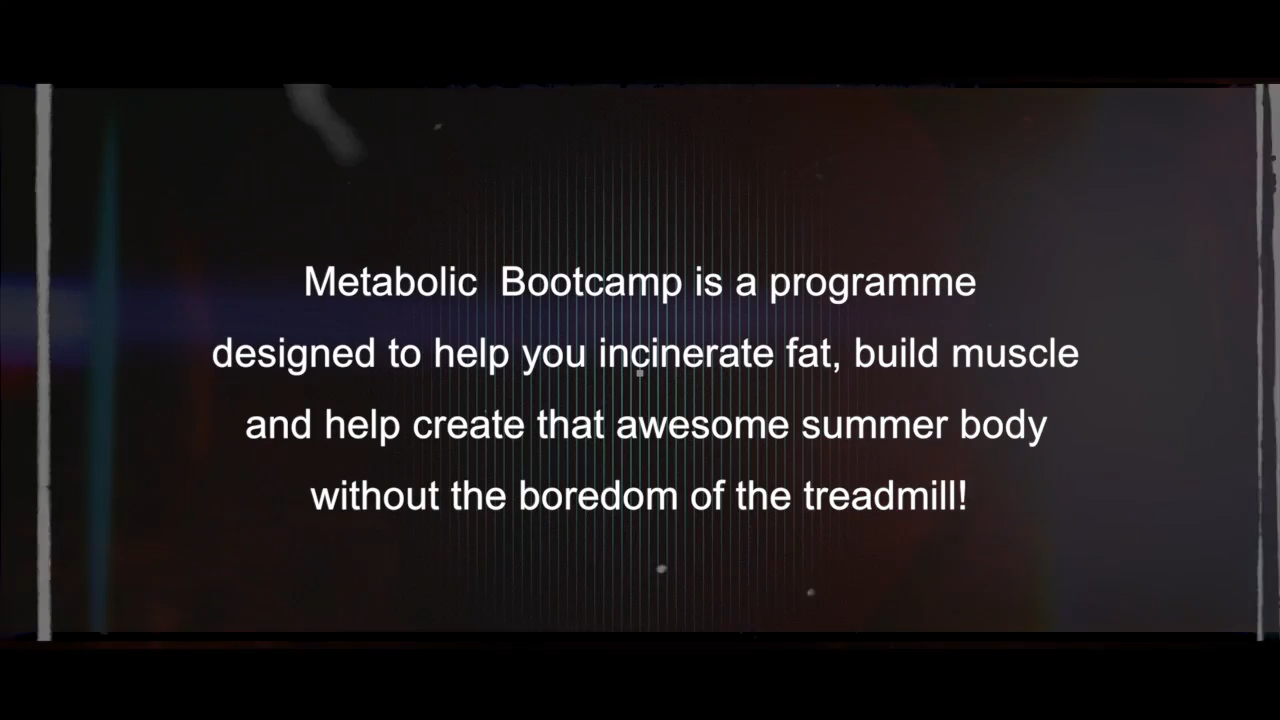 Metabolic  Bootcamp is a programme
designed to help you incinerate fat, build muscle
and help create that awesome summer body
without the boredom of the treadmill!